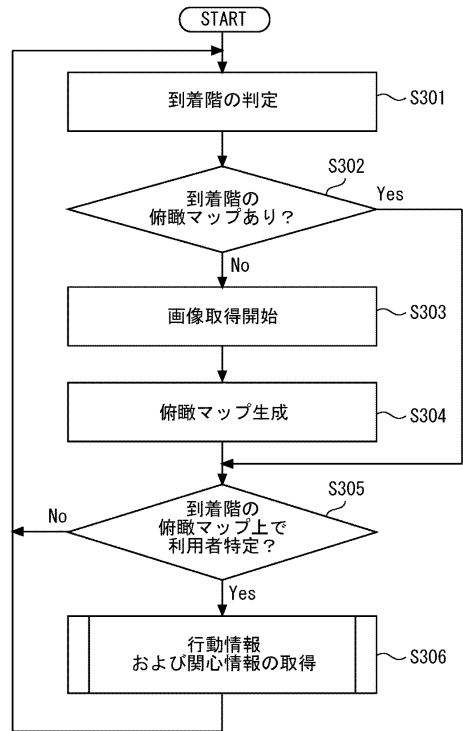 START
到着階の判定
S301
S302
到着階の
俯瞰マップあり？
Yes
No
画像取得開始
S303
俯瞰マップ生成
S304
S305
到着階の
俯瞰マップ上で
利用者特定？
No
Yes
行動情報
および関心情報の取得
S306